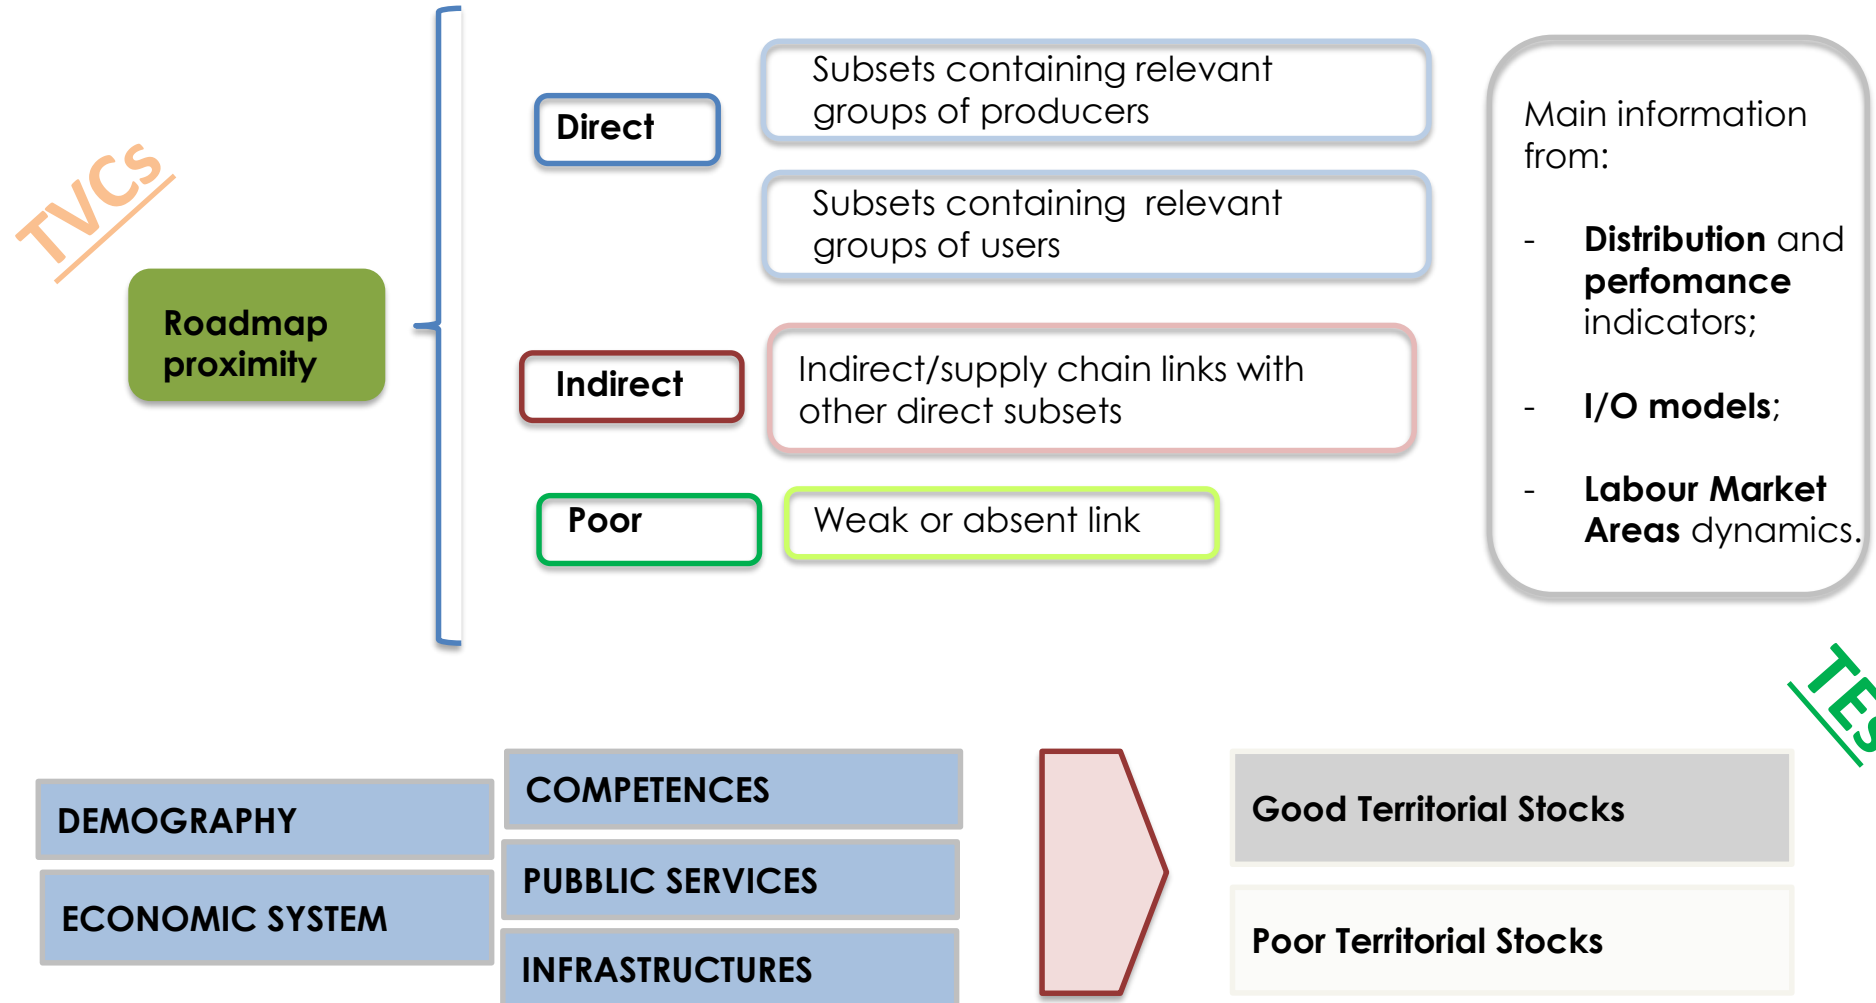 TVCs
Roadmap
proximity
Direct
Subsets containing relevant
groups of producers
Subsets containing relevant
groups of users
Indirect
Indirect/supply chain links with
other direct subsets
Poor
Weak or absent link
Main information
from:
- Distribution and
perfomance
indicators;
- I/O models;
- Labour Market
Areas dynamics.
TES
DEMOGRAPHY
ECONOMIC SYSTEM
COMPETENCES
PUBBLIC SERVICES
INFRASTRUCTURES
Good Territorial Stocks
Poor Territorial Stocks